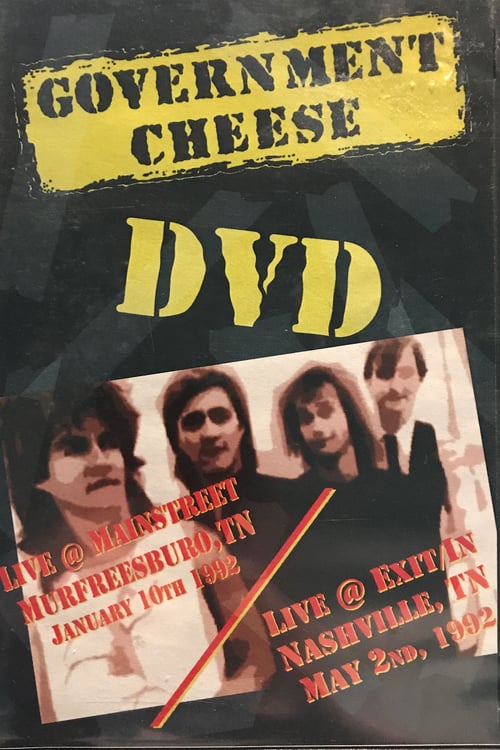 GOVERNMENT
CHEESE
DVD
LIVE @ MAINSTREET
MURFREESBURO, TN
JANUARY 10TH 1992
LIVE @ EXIT/IN
NASHVILLE, TN
MAY 2ND, 1992